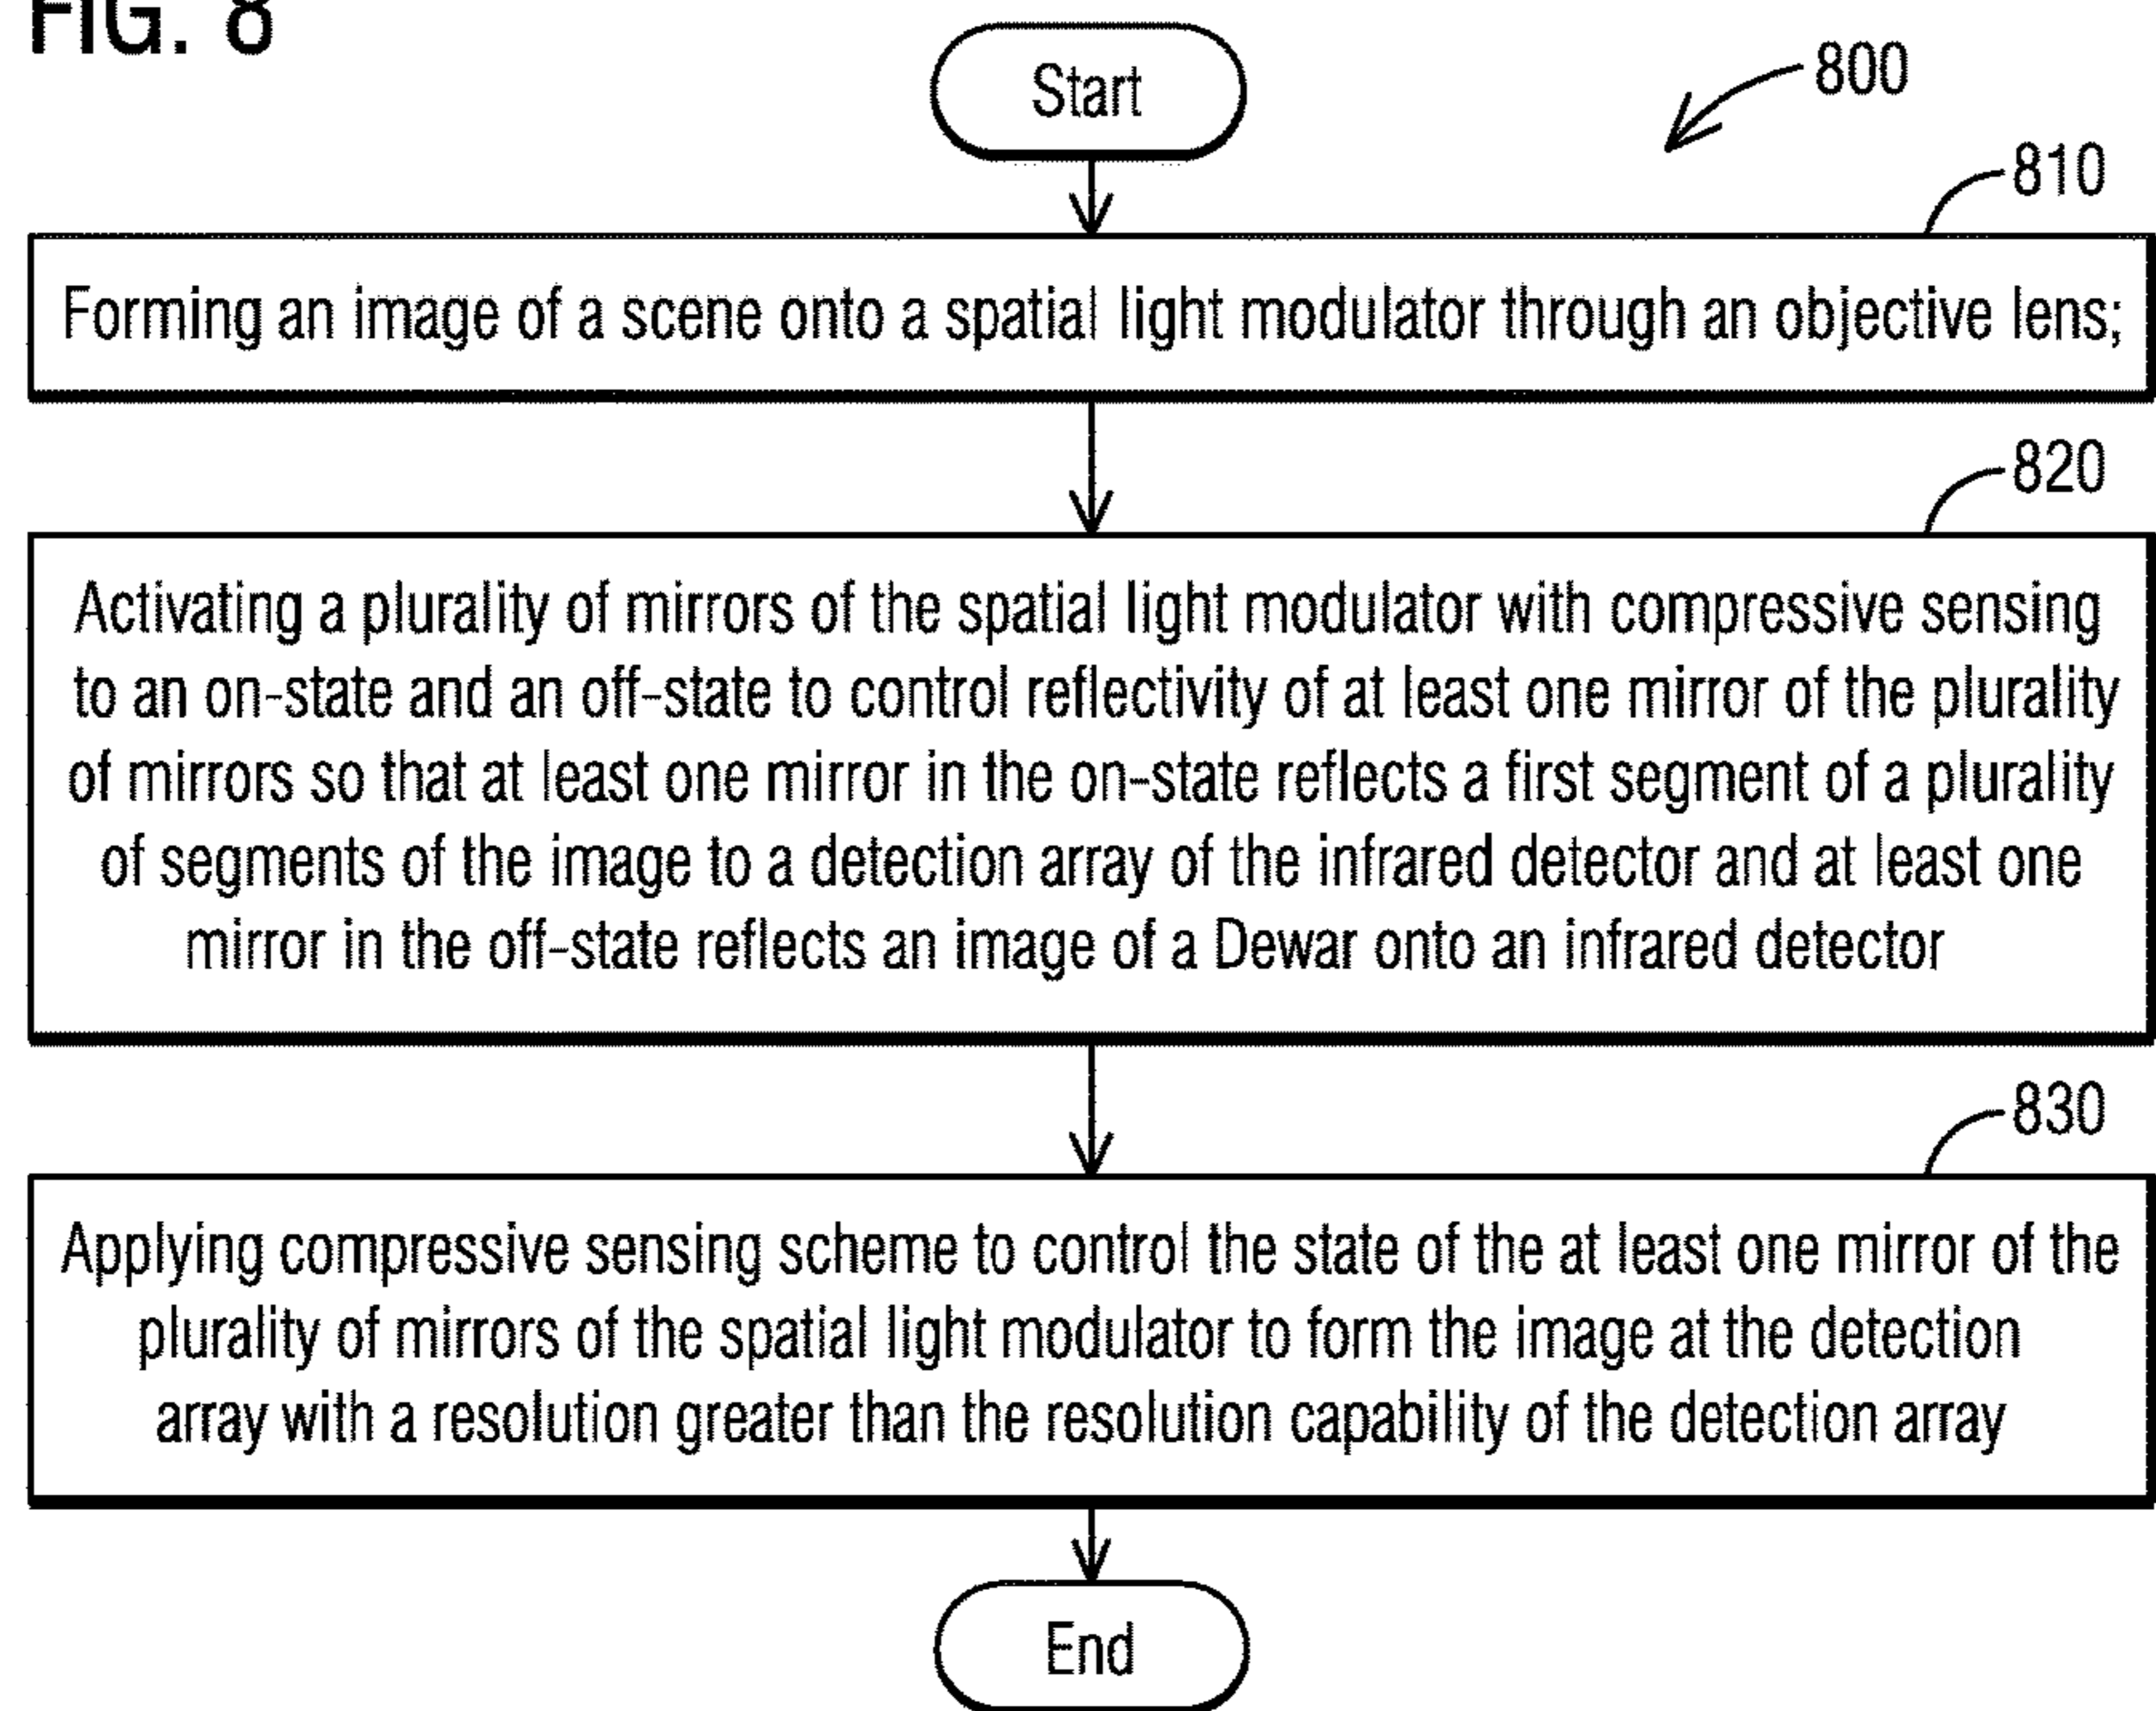 FIG. 8
Start
800
810
Forming an image of a scene onto a spatial light modulator through an objective lens;
820
Activating a plurality of mirrors of the spatial light modulator with compressive sensing
to an on-state and an off-state to control reflectivity of at least one mirror of the plurality
of mirrors so that at least one mirror in the on-state reflects a first segment of a plurality
of segments of the image to a detection array of the infrared detector and at least one
mirror in the off-state reflects an image of a Dewar onto an infrared detector
830
Applying compressive sensing scheme to control the state of the at least one mirror of the
plurality of mirrors of the spatial light modulator to form the image at the detection
array with a resolution greater than the resolution capability of the detection array
End